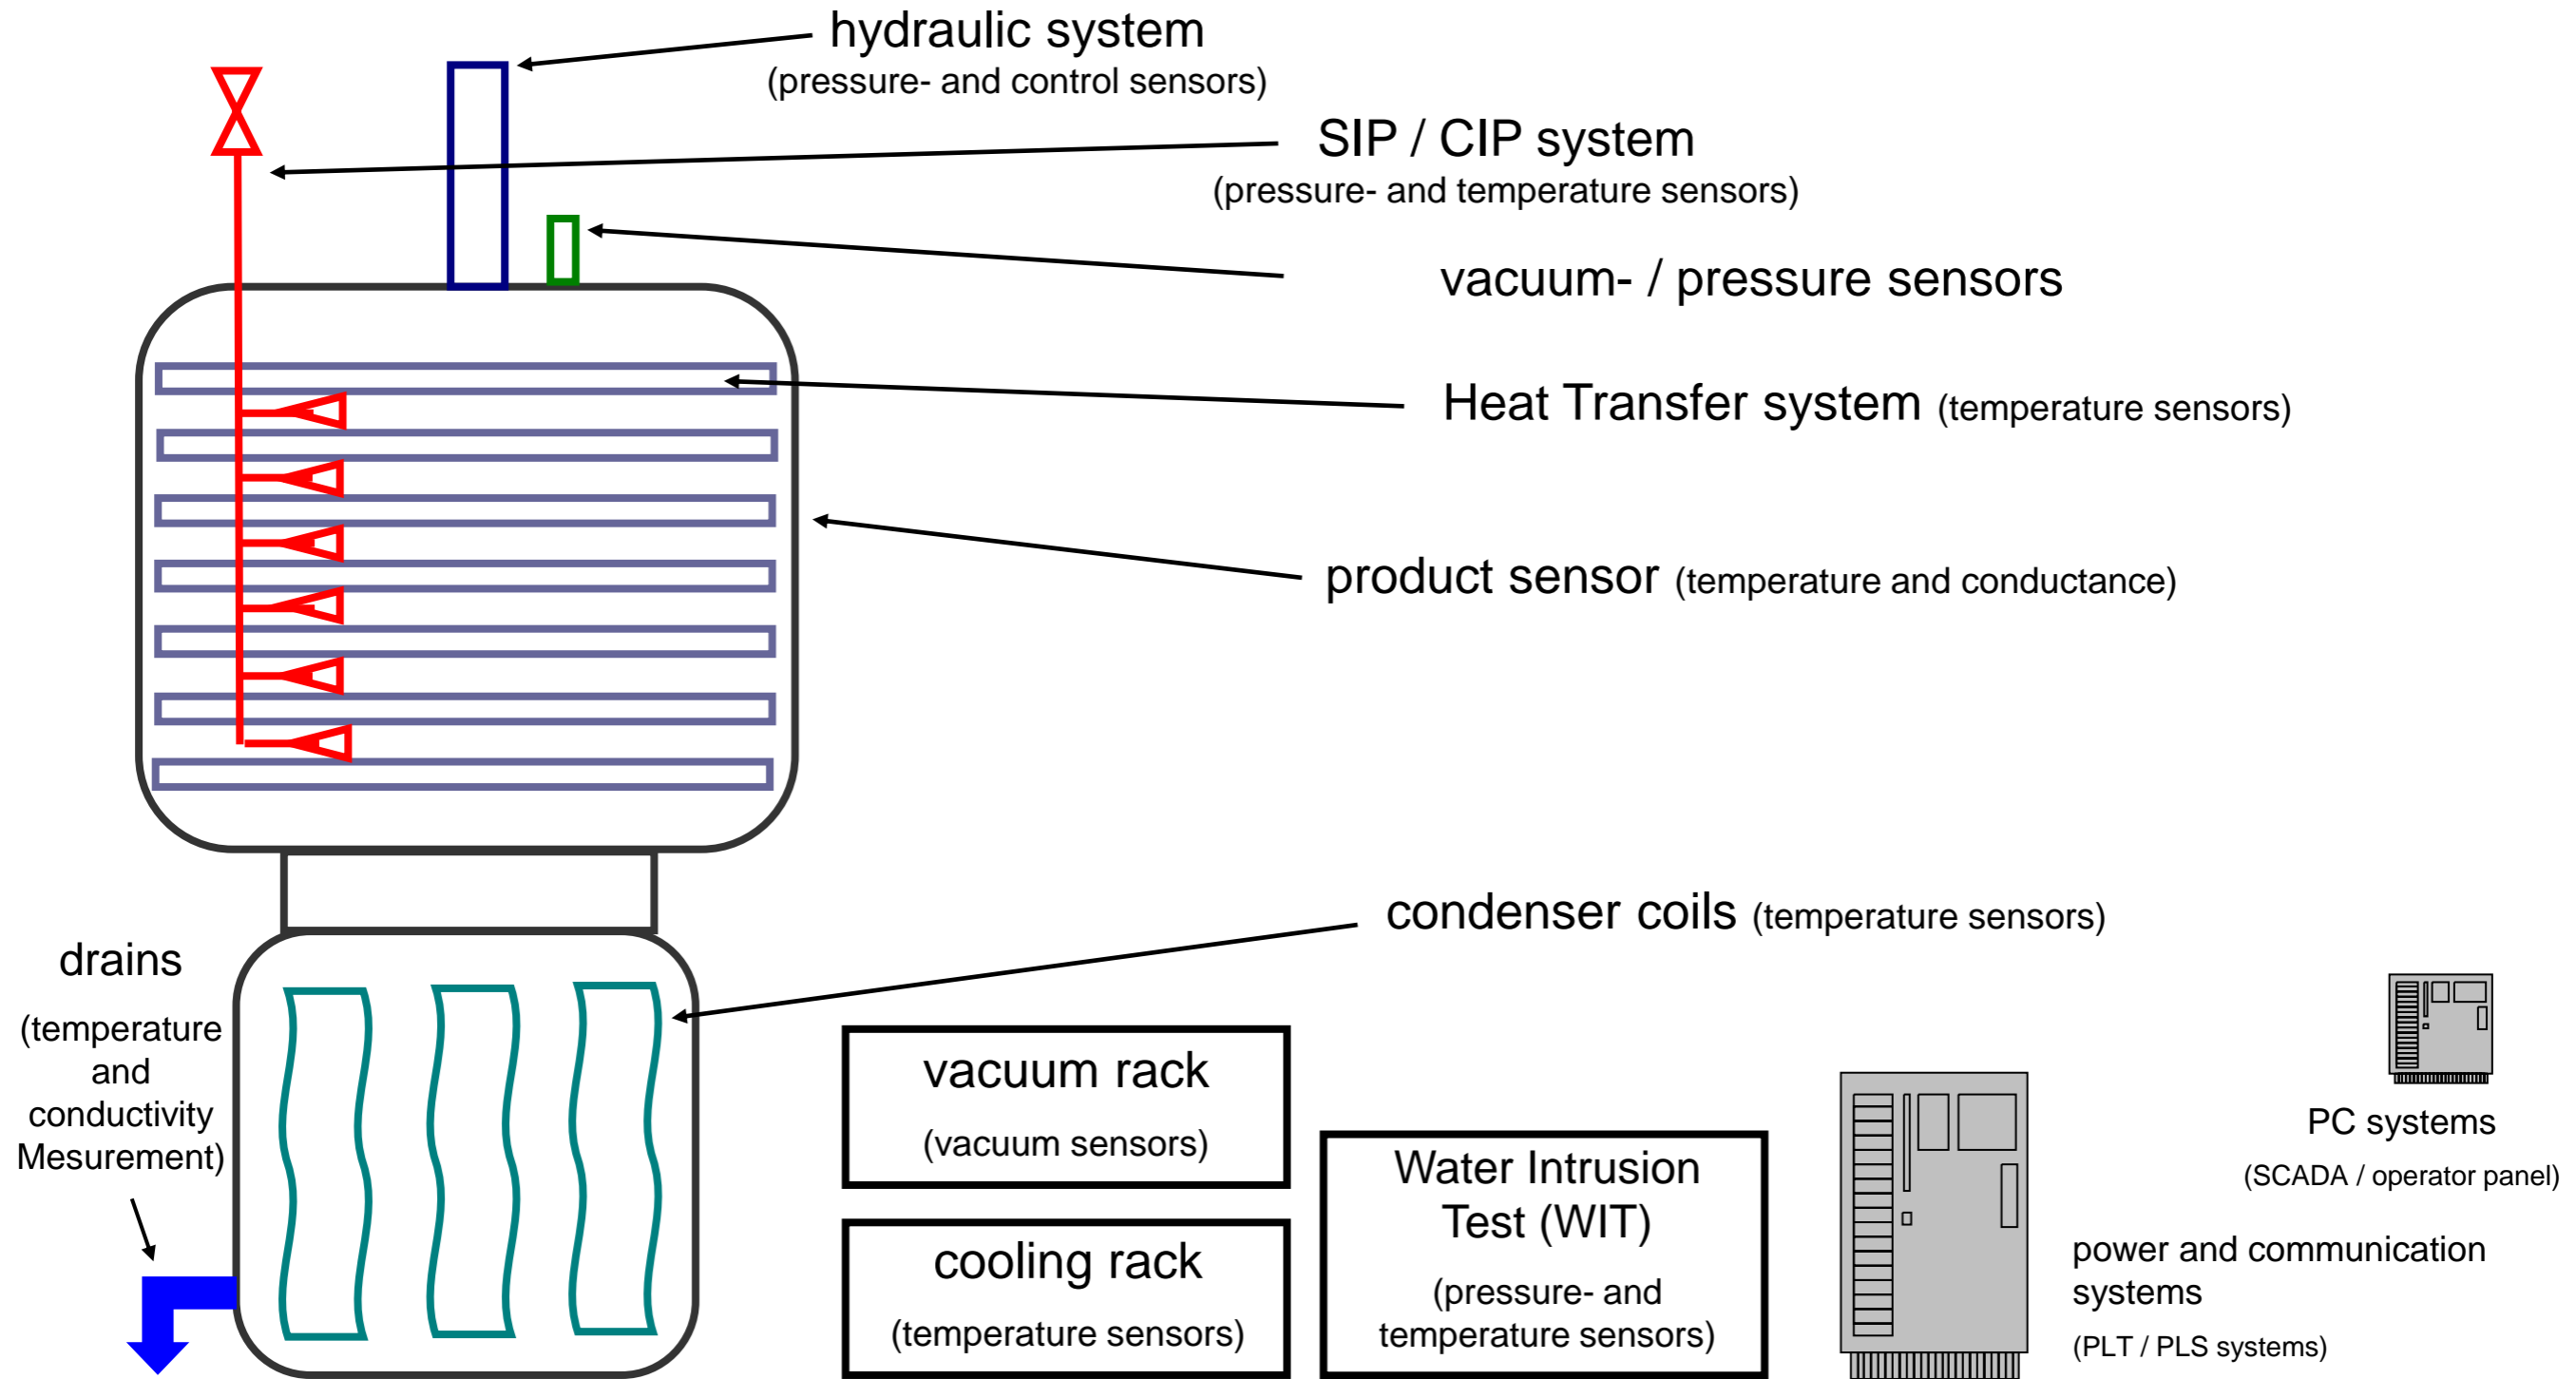 hydraulic system
(pressure- and control sensors)
SIP / CIP system
(pressure- and temperature sensors)
vacuum- / pressure sensors
Heat Transfer system (temperature sensors)
product sensor (temperature and conductance)
condenser coils (temperature sensors)
drains
(temperature
and
conductivity
Mesurement)
vacuum rack
(vacuum sensors)
cooling rack
(temperature sensors)
Water Intrusion
Test (WIT)
(pressure- and
temperature sensors)
PC systems
(SCADA / operator panel)
power and communication
systems
(PLT / PLS systems)